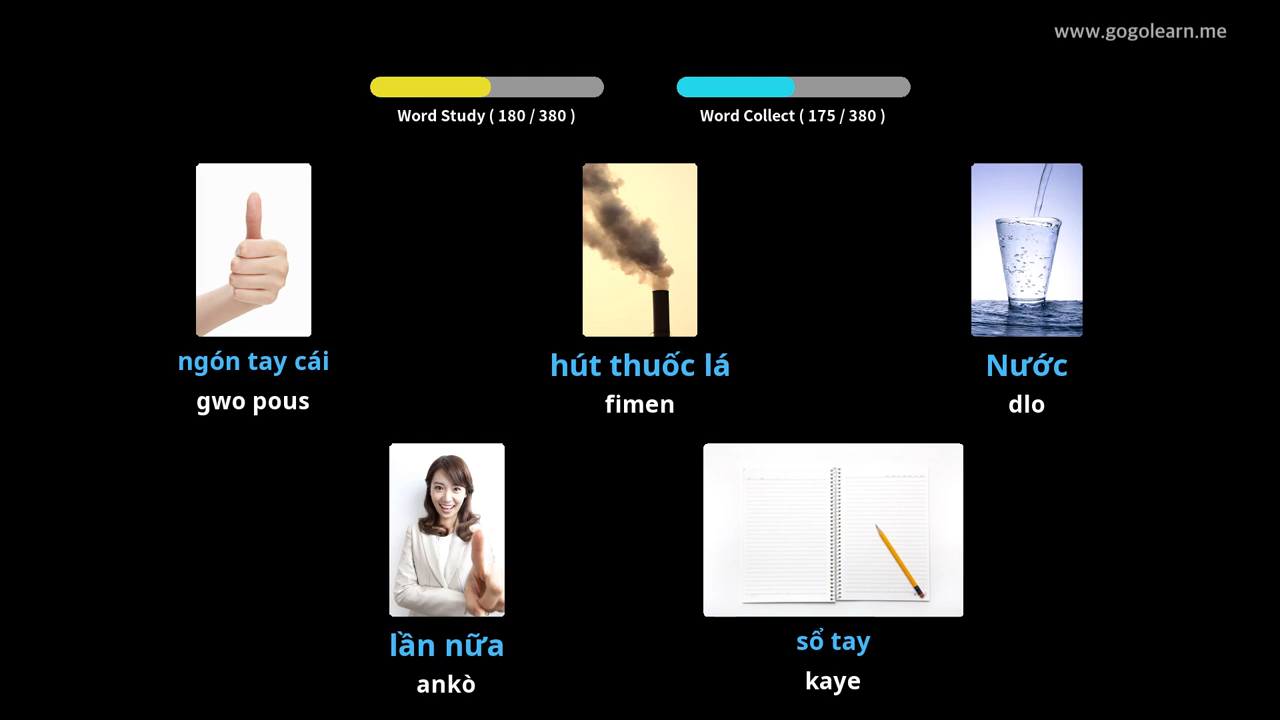 www.gogolearn.me
Word Study ( 180 / 380 )
Word Collect ( 175 / 380 )
ngón tay cái
gwo pous
hút thuốc lá
fimen
Nước
dlo
lần nữa
ankò
sổ tay
kaye